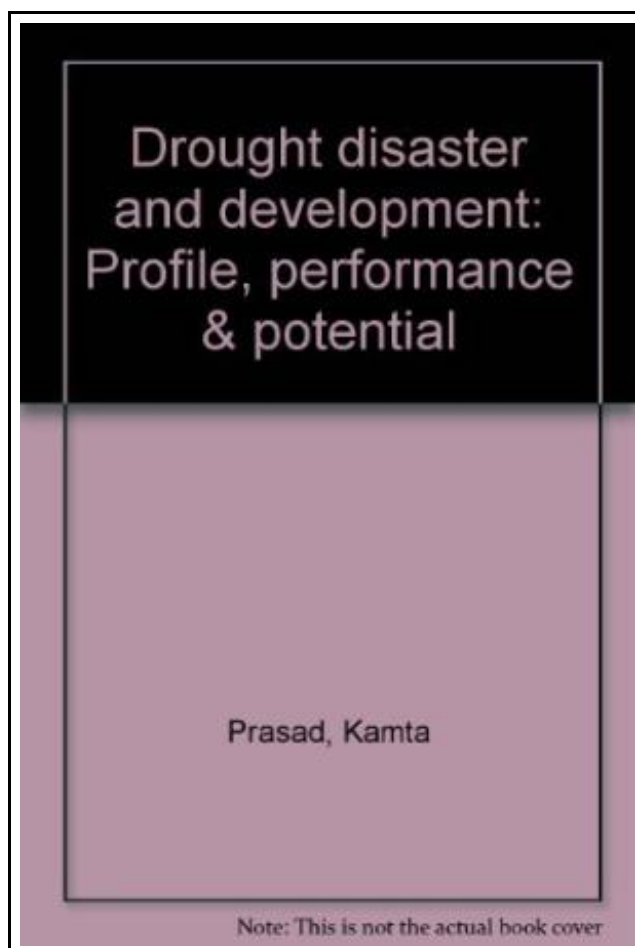 Drought disaster
and development:
Profile, performance
& potential
Prasad, Kamta
Note: This is not the actual book cover